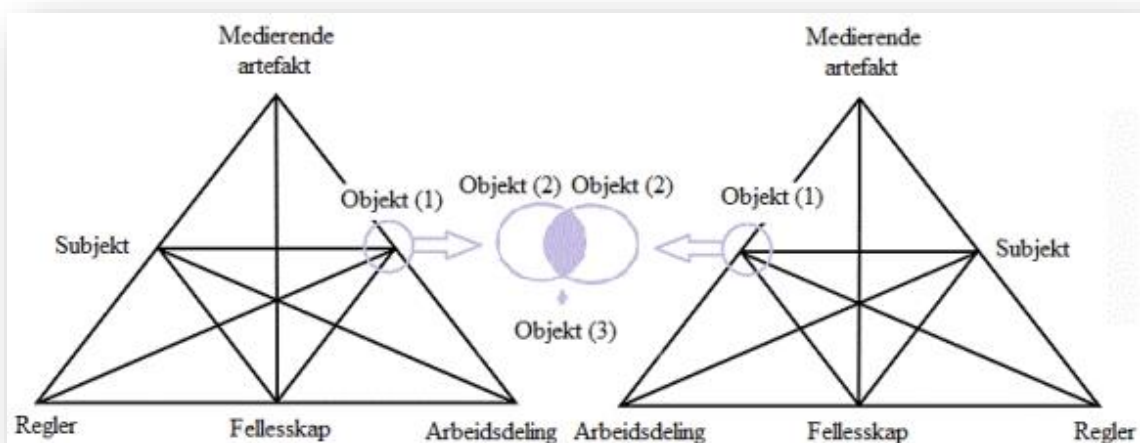 Medierende
artefakt
Medierende
artefakt
Objekt (1)
Objekt (2)
Objekt (2)
Objekt (1)
Subjekt
Subjekt
Objekt (3)
Regler
Fellesskap
Arbeidsdeling
Arbeidsdeling
Fellesskap
Regler